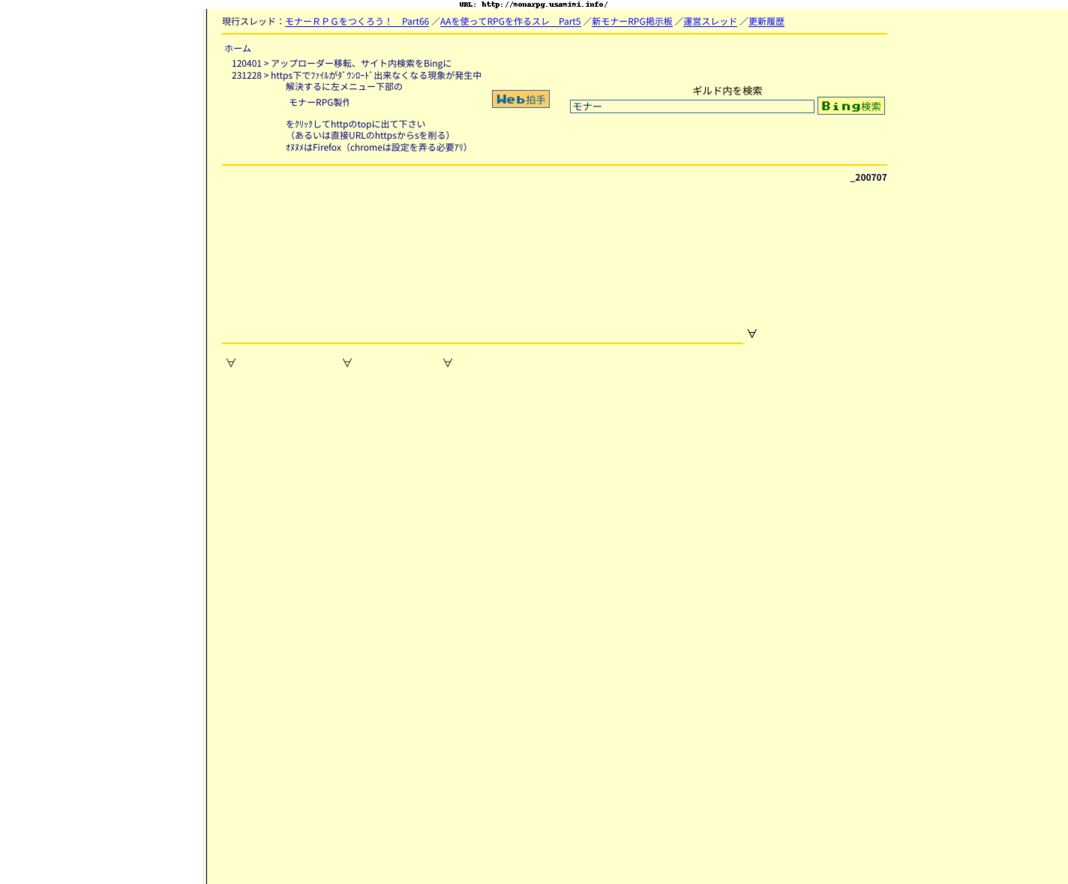 URL: http://monarpg.usamimi.info/
現行スレッド：モナーＲＰＧをつくろう！　Part66／AAを使ってRPGを作るスレ　Part5／新モナーRPG掲示板／運営スレッド／更新履歴
ホーム
120401 > アップローダー移転、サイト内検索をBingに
231228 > https下でﾌｧｲﾙがﾀﾞｳﾝﾛｰﾄﾞ出来なくなる現象が発生中
解決するに左メニュー下部の
モナーRPG製作
をｸﾘｯｸしてhttpのtopに出て下さい
（あるいは直接URLのhttpsからsを削る）
ｵﾇﾇﾒはFirefox（chromeは設定を弄る必要ｱﾘ）
Web拍手
ギルド内を検索
モナー
Bing検索
_200707
∀
∀ ∀ ∀